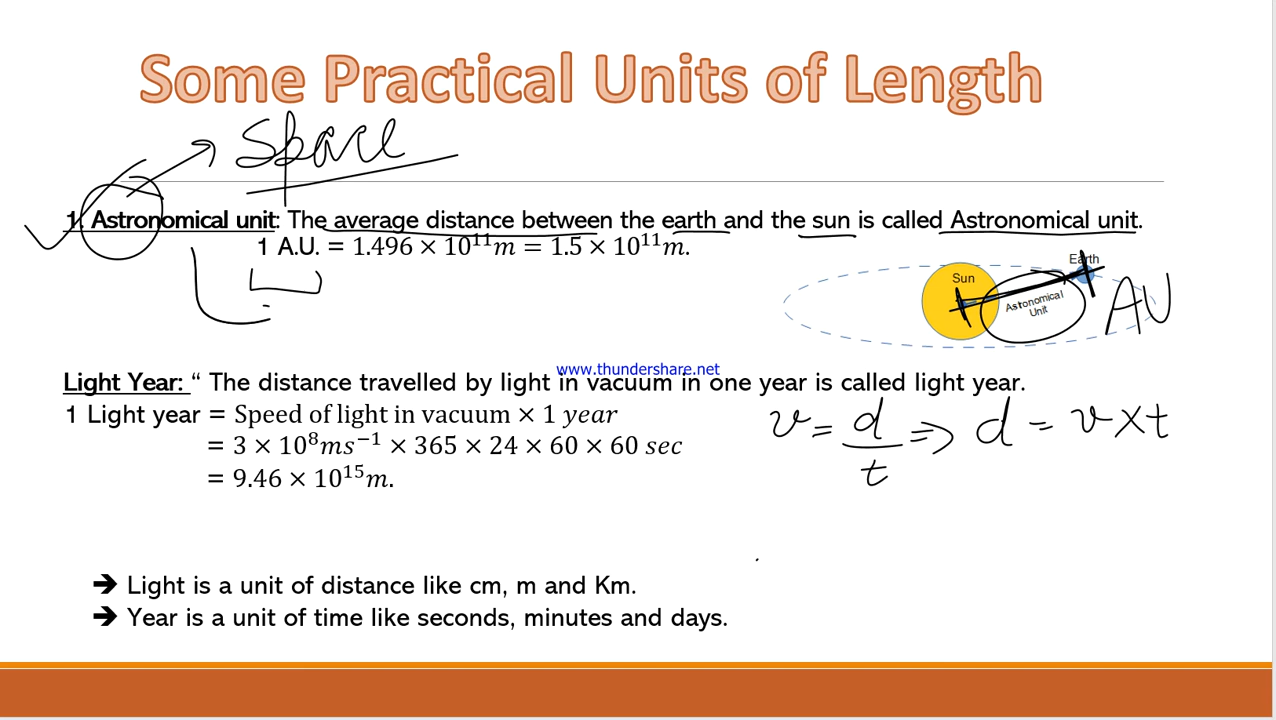 Some Practical Units of Length
Space
1. Astronomical unit: The average distance between the earth and the sun is called Astronomical unit.
1 A.U. = 1.496 × 10¹¹m = 1.5 × 10¹¹m.
Earth
Sun
Astonomical
Unit
AU
www.thundershare.net
Light Year: “ The distance travelled by light in vacuum in one year is called light year.
1 Light year = Speed of light in vacuum × 1 year
= 3 × 10⁸ms⁻¹ × 365 × 24 × 60 × 60 sec
= 9.46 × 10¹⁵m.
v = d/t ⇒ d = v × t
➔ Light is a unit of distance like cm, m and Km.
➔ Year is a unit of time like seconds, minutes and days.